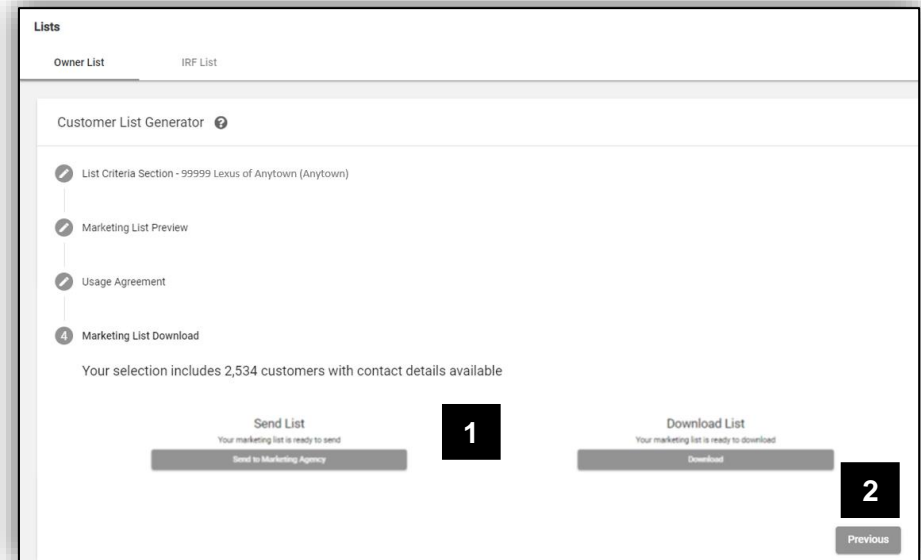 Lists
Owner List IRF List
Customer List Generator ?
List Criteria Section - 99999 Lexus of Anytown (Anytown)
Marketing List Preview
Usage Agreement
4 Marketing List Download
Your selection includes 2,534 customers with contact details available
Send List
Your marketing list is ready to send
Send to Marketing Agency
1
Download List
Your marketing list is ready to download
Download
2
Previous